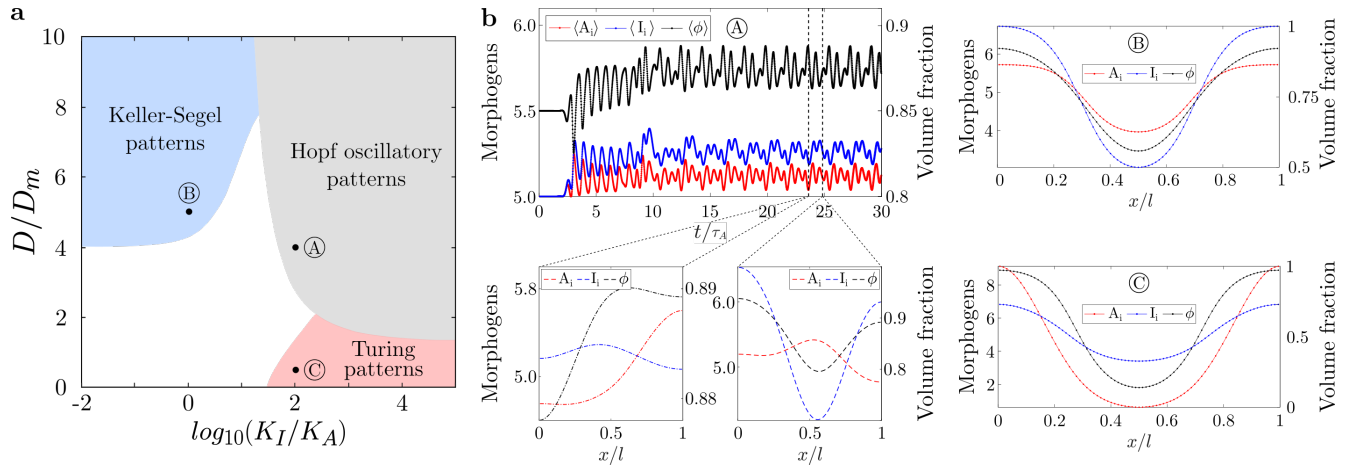 a
10
8
6
4
2
0
D/D_m
-2
0
2
4
log10(K_I/K_A)
Keller-Segel
patterns
Hopf oscillatory
patterns
Turing
patterns
Ⓑ
Ⓐ
Ⓒ
b
⟨A_i⟩ ⟨I_i⟩ ⟨ϕ⟩
Ⓐ
Morphogens
6.0
5.5
5.0
0.9
0.85
0.8
Volume fraction
0 5 10 15 20 25 30
t/τ_A
A_i I_i ϕ
Morphogens
5.8
5.0
0.89
0.88
0 0.5 1
x/l
A_i I_i ϕ
6.0
5.0
0.9
0.8
Volume fraction
0 0.5 1
x/l
Ⓑ
A_i I_i ϕ
Morphogens
6
5
4
1
0.75
0.5
Volume fraction
0.0 0.2 0.4 0.6 0.8 1
x/l
Ⓒ
A_i I_i ϕ
Morphogens
8
6
4
2
1
0.5
0
Volume fraction
0.0 0.2 0.4 0.6 0.8 1
x/l